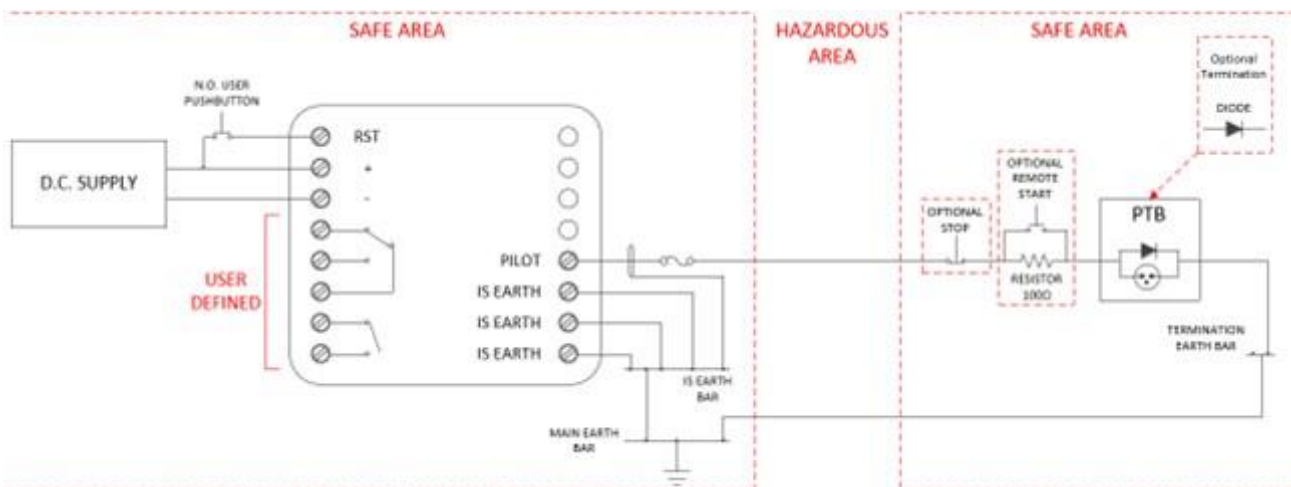 SAFE AREA
HAZARDOUS
AREA
SAFE AREA
Optional
Termination
DIODE
N.O. USER
PUSHBUTTON
RST
+
-
D.C. SUPPLY
OPTIONAL
REMOTE
START
OPTIONAL
STOP
PTB
USER
DEFINED
PILOT
IS EARTH
IS EARTH
IS EARTH
RESISTOR
100Ω
TERMINATION
EARTH BAR
IS EARTH
BAR
MAIN EARTH
BAR